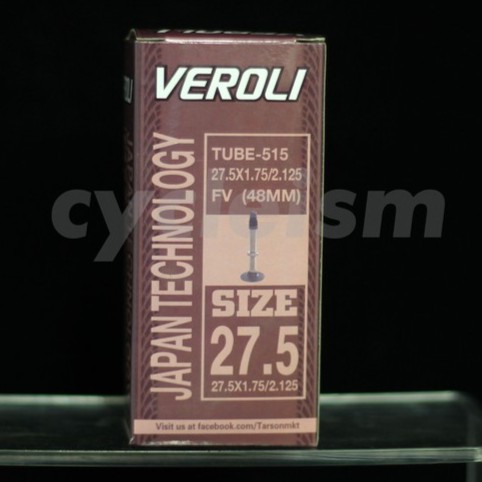 VEROLI
JAPAN TECHNOLOGY
TUBE-515
27.5X1.75/2.125
FV (48MM)
SIZE
27.5
27.5X1.75/2.125
Visit us at facebook.com/Tarsonmkt
cycleism